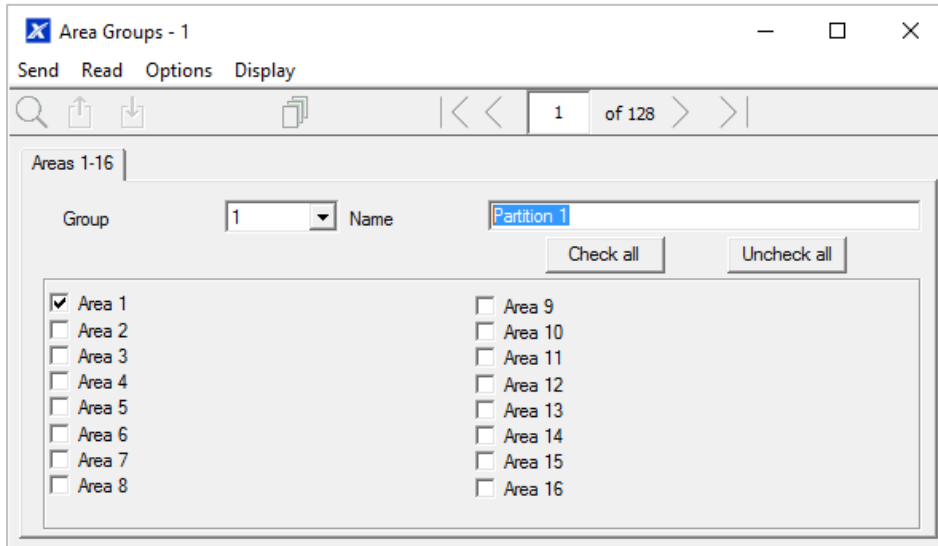 Area Groups - 1
Send Read Options Display
1 of 128
Areas 1-16
Group 1 Name Partition 1
Check all Uncheck all
Area 1
Area 2
Area 3
Area 4
Area 5
Area 6
Area 7
Area 8
Area 9
Area 10
Area 11
Area 12
Area 13
Area 14
Area 15
Area 16